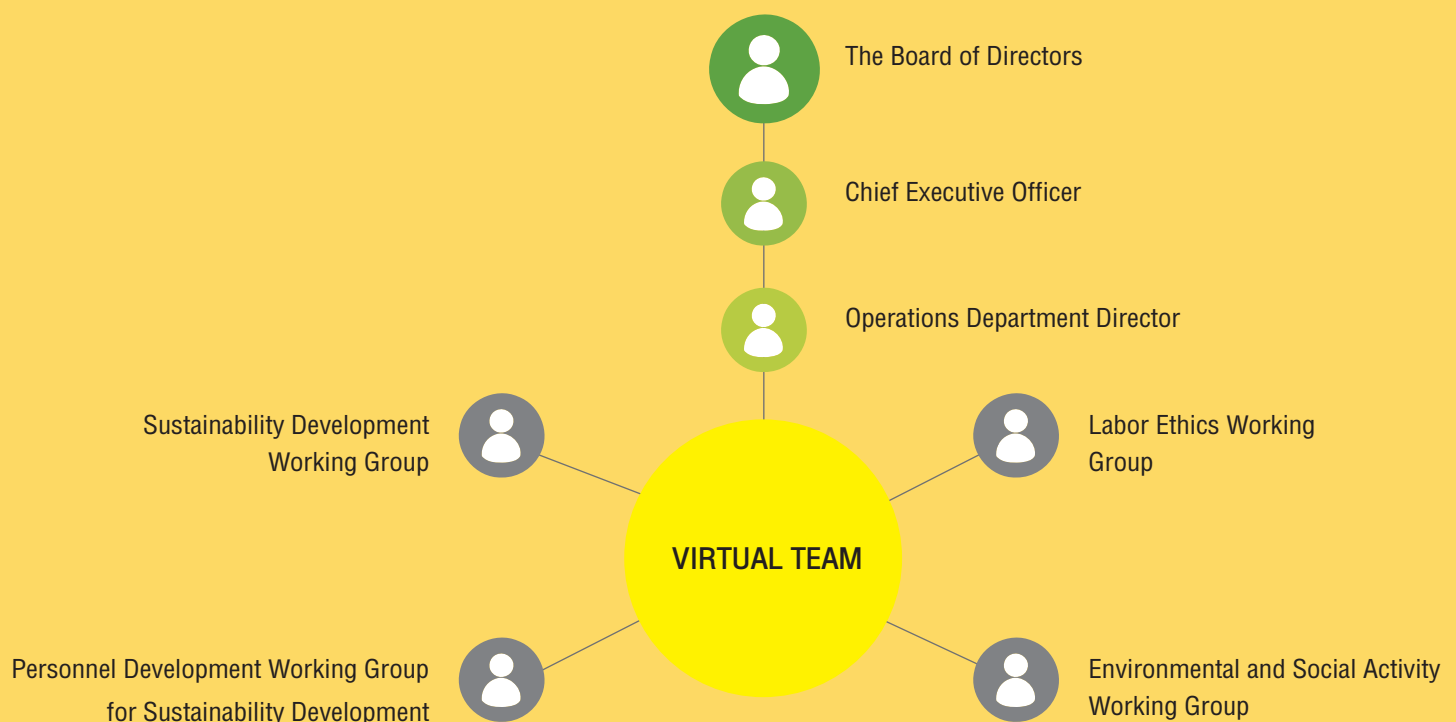 The Board of Directors
Chief Executive Officer
Operations Department Director
Sustainability Development
Working Group
Labor Ethics Working
Group
VIRTUAL TEAM
Personnel Development Working Group
for Sustainability Development
Environmental and Social Activity
Working Group